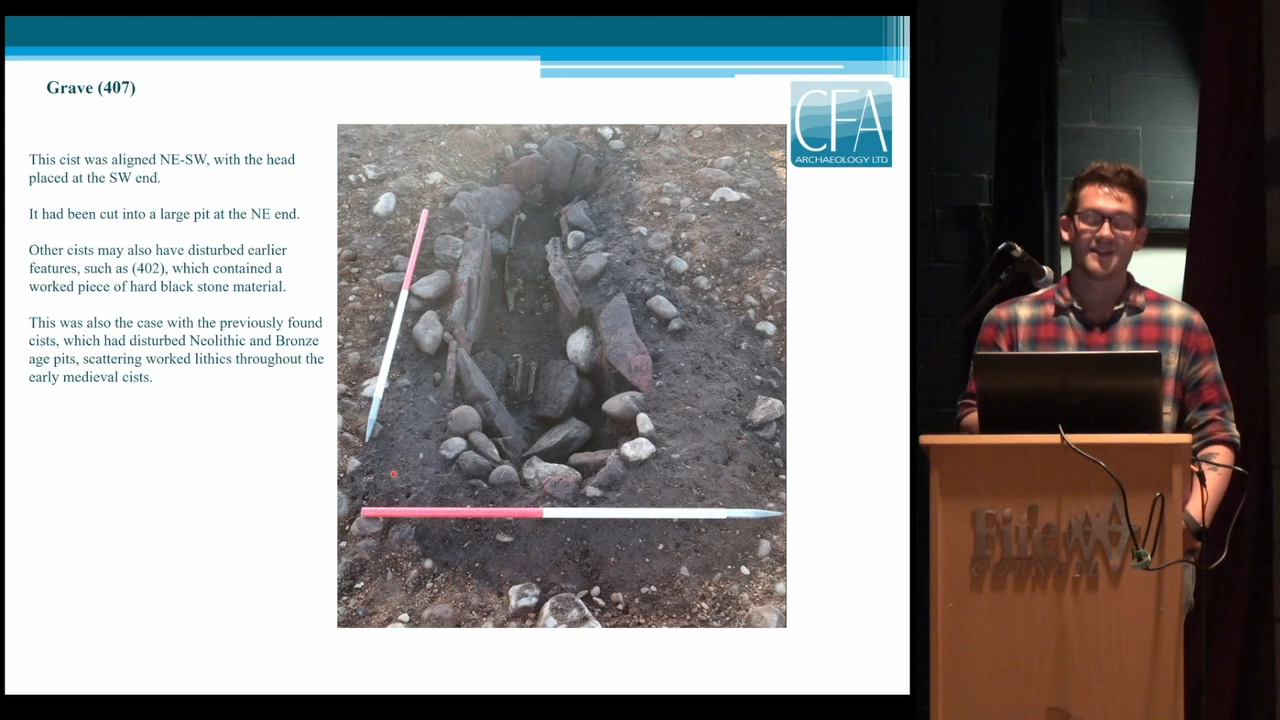 Grave (407)
CFA
ARCHAEOLOGY LTD
This cist was aligned NE-SW, with the head
placed at the SW end.
It had been cut into a large pit at the NE end.
Other cists may also have disturbed earlier
features, such as (402), which contained a
worked piece of hard black stone material.
This was also the case with the previously found
cists, which had disturbed Neolithic and Bronze
age pits, scattering worked lithics throughout the
early medieval cists.
Fife
COUNCIL